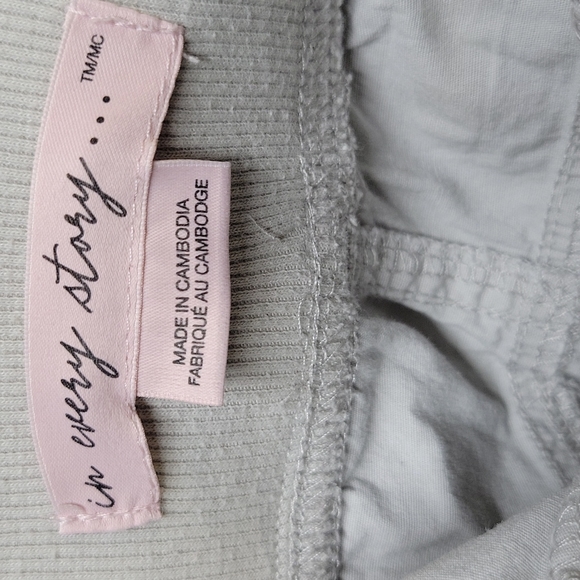 in every story... TM/MC
MADE IN CAMBODIA
FABRIQUÉ AU CAMBODGE